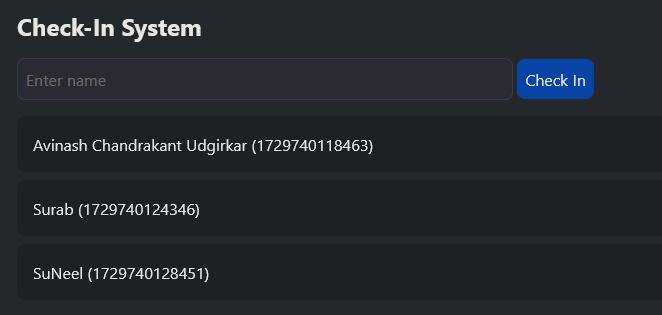 Check-In System
Enter name
Check In
Avinash Chandrakant Udgirkar (1729740118463)
Surab (1729740124346)
SuNeel (1729740128451)